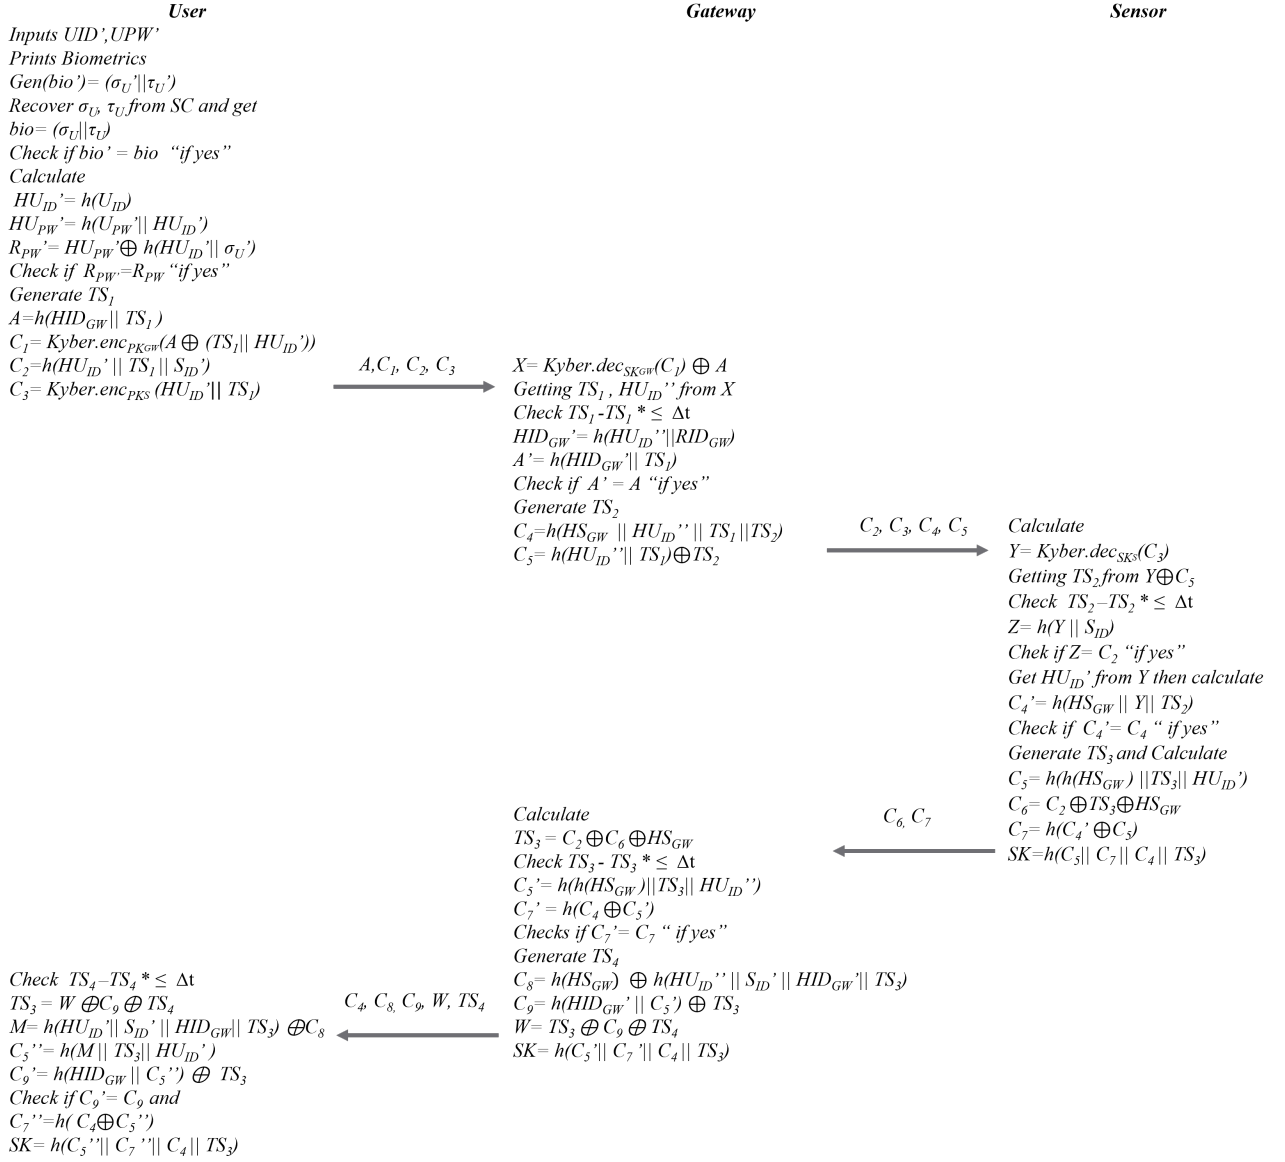 User
Gateway
Sensor
Inputs UID’,UPW’
Prints Biometrics
Gen(bio’)= (σU’||τU’)
Recover σU, τU from SC and get
bio= (σU||τU)
Check if bio’ = bio “if yes”
Calculate
HUID’= h(UID)
HUPW’= h(UPW’|| HUID’)
RPW’= HUPW’⊕ h(HUID’|| σU’)
Check if RPW’=RPW “if yes”
Generate TS1
A=h(HIDGW|| TS1)
C1= Kyber.encPKGW(A ⊕ (TS1|| HUID’))
C2=h(HUID’ || TS1 || SID’)
C3=Kyber.encPKS (HUID’|| TS1)
A,C1, C2, C3
X= Kyber.decSKGW(C1) ⊕ A
Getting TS1 , HUID’’ from X
Check TS1 -TS1 * ≤ Δt
HIDGW’= h(HUID’’||RIDGW)
A’= h(HIDGW’|| TS1)
Check if A’ = A “if yes”
Generate TS2
C4=h(HSGW || HUID’’ || TS1 ||TS2)
C5= h(HUID’’|| TS1)⊕TS2
C2, C3, C4, C5
Calculate
Y= Kyber.decSKS(C3)
Getting TS2 from Y⊕C5
Check TS2 –TS2 * ≤ Δt
Z= h(Y || SID)
Chek if Z= C2 “if yes”
Get HUID’ from Y then calculate
C4’= h(HSGW || Y|| TS2)
Check if C4’= C4 “ if yes”
Generate TS3 and Calculate
C5= h(h(HSGW ) ||TS3|| HUID’)
C6= C2 ⊕TS3⊕HSGW
C7= h(C4’ ⊕C5)
SK=h(C5|| C7 || C4 || TS3)
C6, C7
Calculate
TS3 = C2 ⊕C6 ⊕HSGW
Check TS3 - TS3 * ≤ Δt
C5’= h(h(HSGW )||TS3|| HUID’’)
C7’ = h(C4 ⊕C5’)
Checks if C7’= C7 “ if yes”
Generate TS4
C8= h(HSGW) ⊕ h(HUID’’ || SID’ || HIDGW’|| TS3)
C9= h(HIDGW’ || C5’) ⊕ TS3
W= TS3 ⊕ C9 ⊕ TS4
SK= h(C5’|| C7 ’|| C4 || TS3)
C4, C8, C9, W, TS4
Check TS4 –TS4 * ≤ Δt
TS3 = W ⊕C9 ⊕ TS4
M= h(HUID’|| SID’ || HIDGW|| TS3) ⊕C8
C5’’= h(M || TS3|| HUID’ )
C9’= h(HIDGW || C5’’) ⊕ TS3
Check if C9’= C9 and
C7’’=h( C4⊕C5’’)
SK= h(C5’’|| C7 ’’|| C4 || TS3)